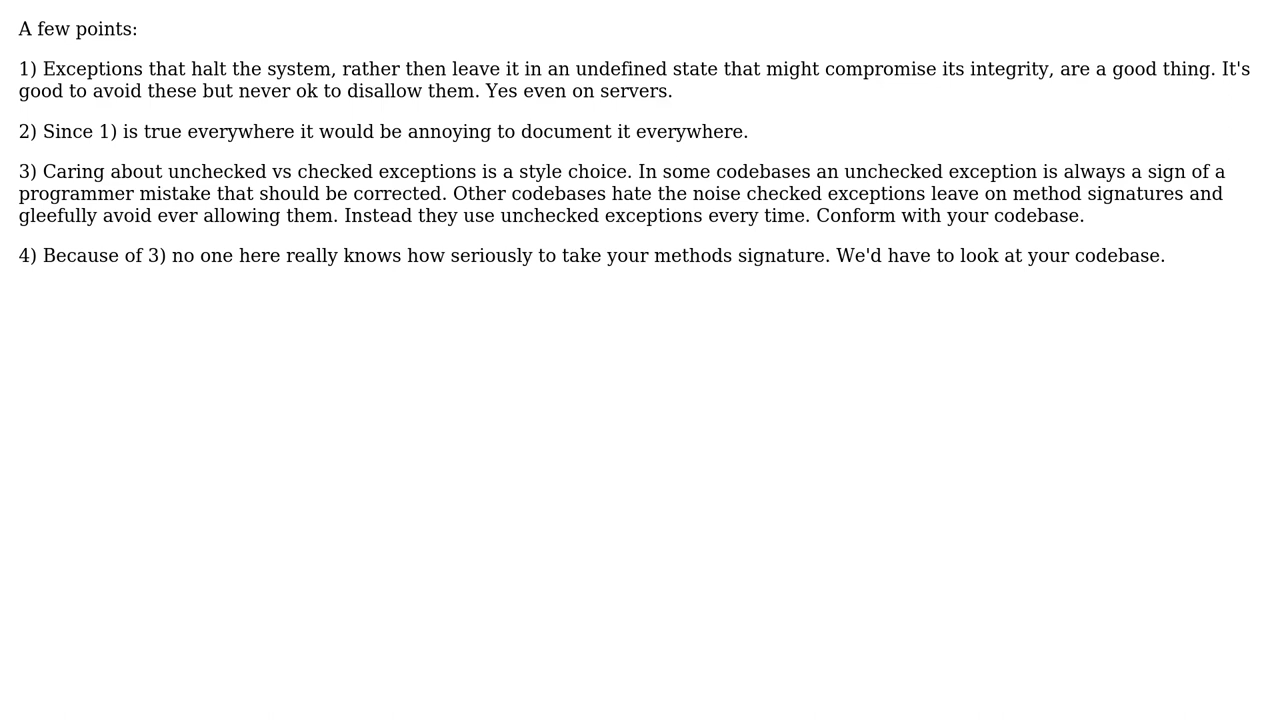 A few points:
1) Exceptions that halt the system, rather then leave it in an undefined state that might compromise its integrity, are a good thing. It's
good to avoid these but never ok to disallow them. Yes even on servers.
2) Since 1) is true everywhere it would be annoying to document it everywhere.
3) Caring about unchecked vs checked exceptions is a style choice. In some codebases an unchecked exception is always a sign of a
programmer mistake that should be corrected. Other codebases hate the noise checked exceptions leave on method signatures and
gleefully avoid ever allowing them. Instead they use unchecked exceptions every time. Conform with your codebase.
4) Because of 3) no one here really knows how seriously to take your methods signature. We'd have to look at your codebase.